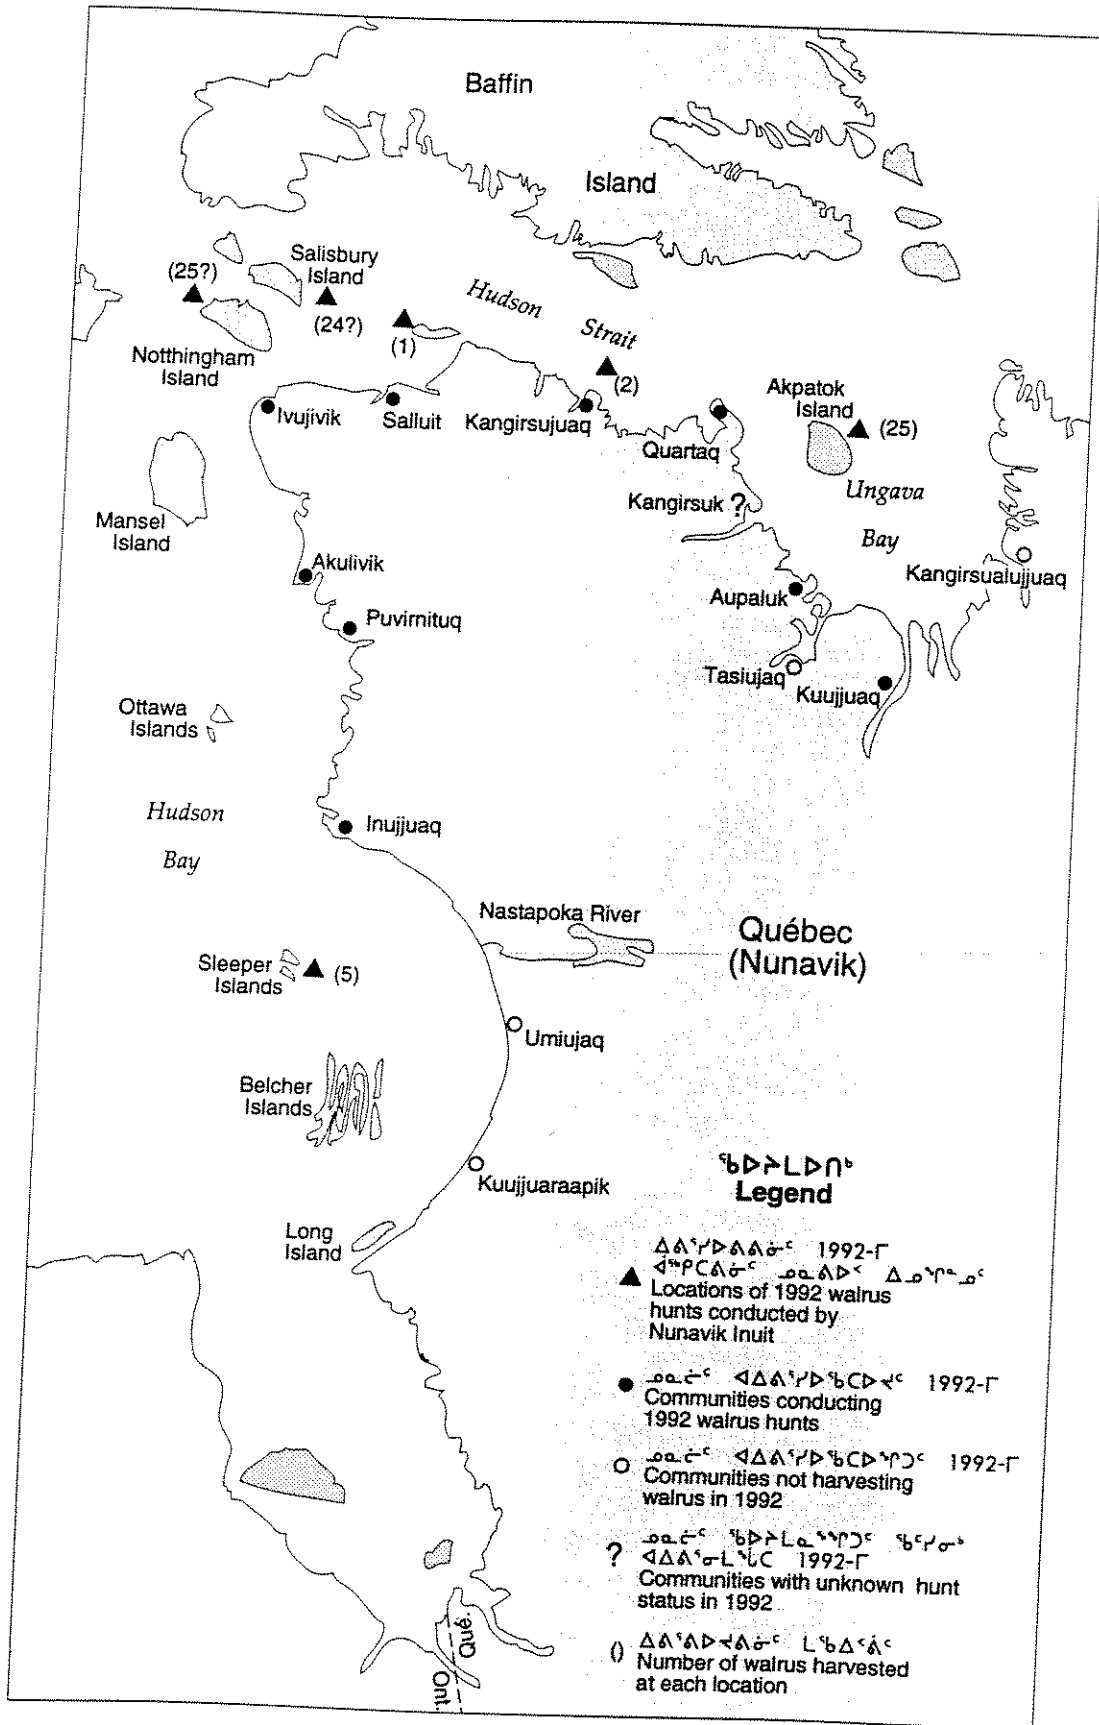 Baffin
Island
Salisbury
Island
(25?)
(24?)
(1)
Hudson
Strait
(2)
Notthingham
Island
Ivujivik
Salluit
Kangirsujuaq
Akpatok
Island
(25)
Quartaq
Ungava
Bay
Kangirsuk ?
Mansel
Island
Akulivik
Kangirsualujjuaq
Aupaluk
Puvirnituq
Tasiujaq
Kuujjuaq
Ottawa
Islands
Hudson
Bay
Inujjuaq
Nastapoka River
Québec
(Nunavik)
Sleeper
Islands
(5)
Umiujaq
Belcher
Islands
Kuujjuaraapik
Long
Island
ᖃᐅᔨᒪᐅᑎᒃ
Legend
1992-ᒥ
Locations of 1992 walrus
hunts conducted by
Nunavik Inuit
1992-ᒥ
Communities conducting
1992 walrus hunts
1992-ᒥ
Communities not harvesting
walrus in 1992
?
1992-ᒥ
Communities with unknown hunt
status in 1992
()
Number of walrus harvested
at each location
Qué.
Ont.